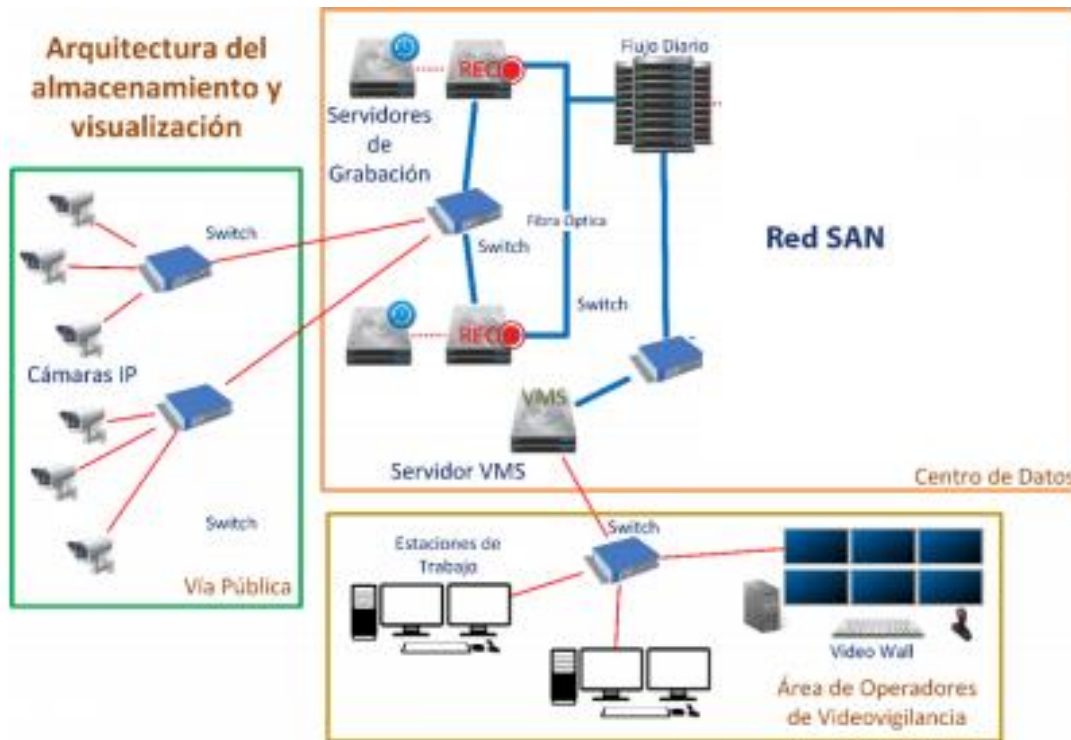 Arquitectura del
almacenamiento y
visualización
Flujo Diario
REC
Servidores
de
Grabación
Switch
Fibra Optica
Switch
Red SAN
Switch
REC
Cámaras IP
VMS
Servidor VMS
Centro de Datos
Switch
Vía Pública
Switch
Estaciones de
Trabajo
Video Wall
Área de Operadores
de Videovigilancia